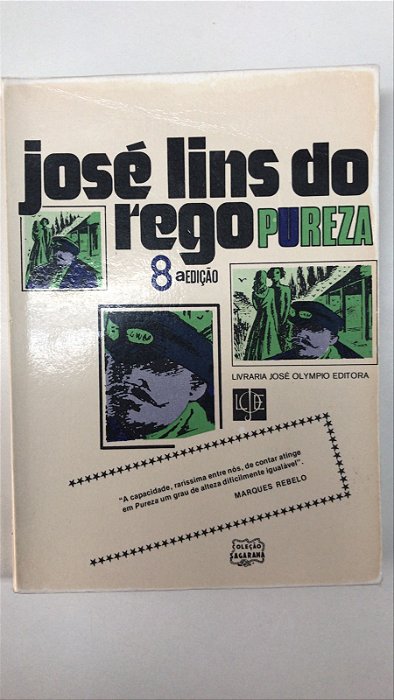 josé lins do
rego PUREZA
8ª EDIÇÃO
LIVRARIA JOSÉ OLYMPIO EDITORA
"A capacidade, raríssima entre nós, de contar atinge
em Pureza um grau de alteza dificilmente igualável".
MARQUES REBELO
COLEÇÃO
SAGARANA